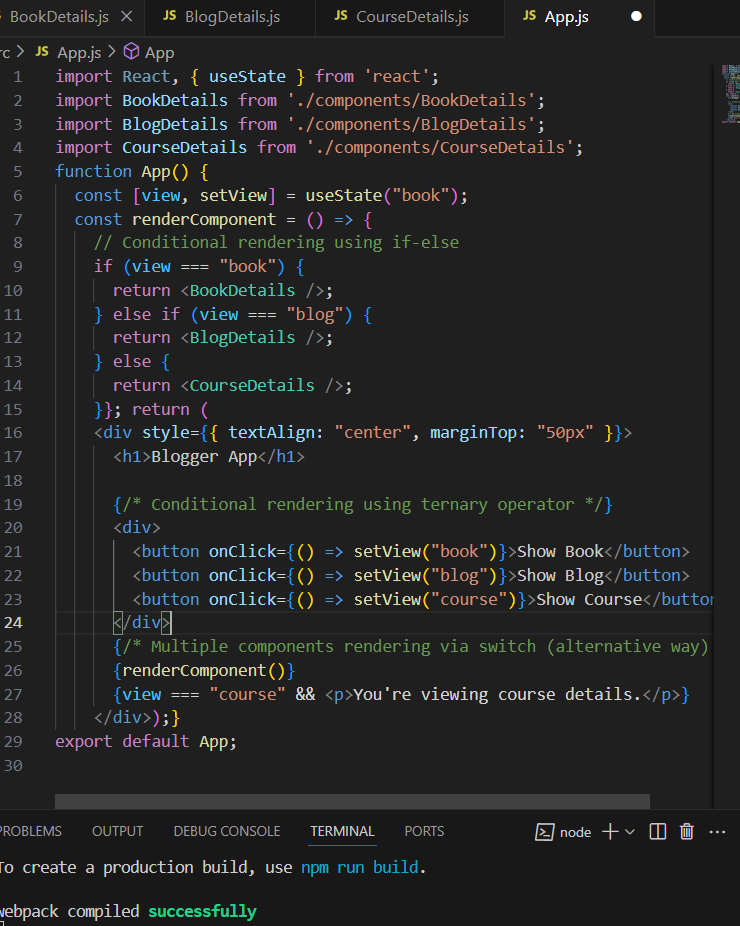 BookDetails.js
JS BlogDetails.js
JS CourseDetails.js
JS App.js
rc > JS App.js > App
1 import React, { useState } from 'react';
2 import BookDetails from './components/BookDetails';
3 import BlogDetails from './components/BlogDetails';
4 import CourseDetails from './components/CourseDetails';
5 function App() {
6 const [view, setView] = useState("book");
7 const renderComponent = () => {
8 // Conditional rendering using if-else
9 if (view === "book") {
10 return <BookDetails />;
11 } else if (view === "blog") {
12 return <BlogDetails />;
13 } else {
14 return <CourseDetails />;
15 }}; return (
16 <div style={{ textAlign: "center", marginTop: "50px" }}>
17 <h1>Blogger App</h1>
18
19 {/* Conditional rendering using ternary operator */}
20 <div>
21 <button onClick={() => setView("book")}>Show Book</button>
22 <button onClick={() => setView("blog")}>Show Blog</button>
23 <button onClick={() => setView("course")}>Show Course</button
24 </div>
25 {/* Multiple components rendering via switch (alternative way)
26 {renderComponent()}
27 {view === "course" && <p>You're viewing course details.</p>}
28 </div>);}
29 export default App;
30
PROBLEMS OUTPUT DEBUG CONSOLE TERMINAL PORTS node
To create a production build, use npm run build.
webpack compiled successfully